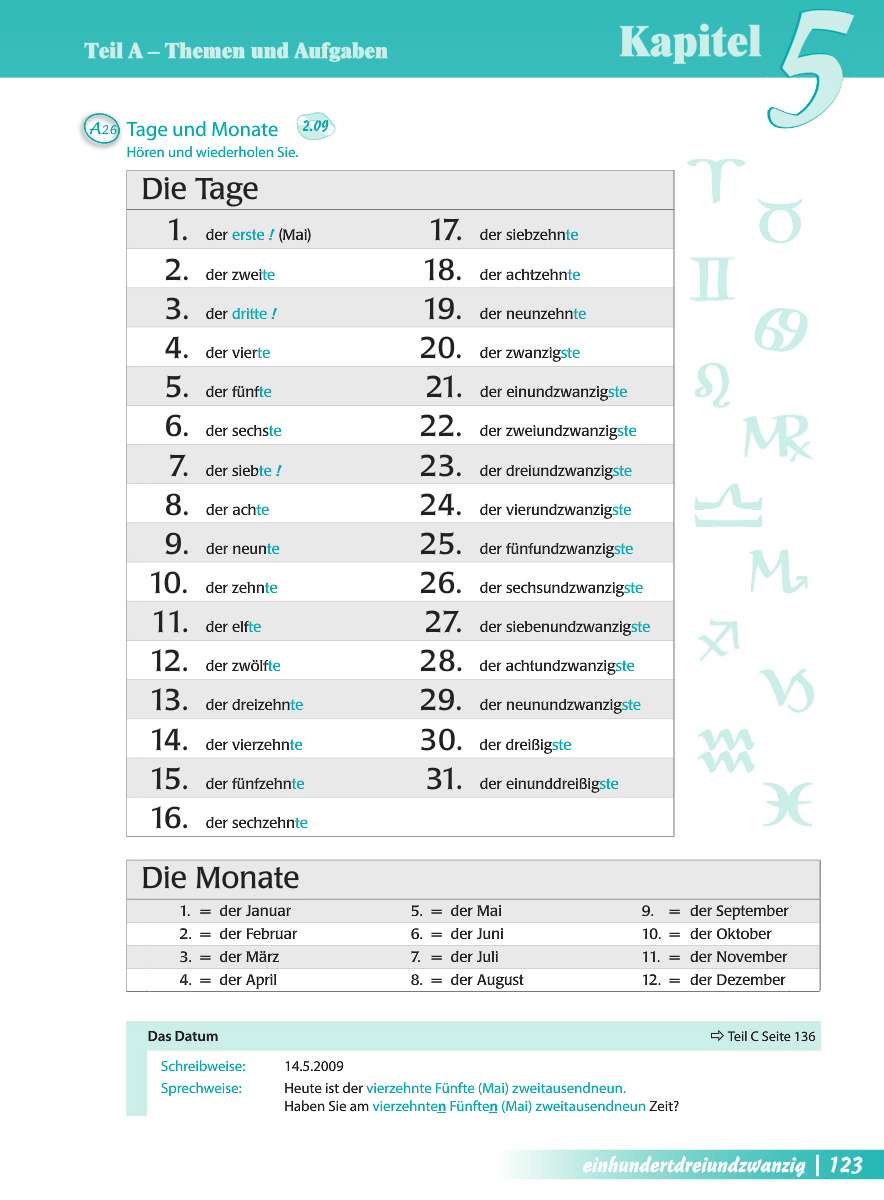 Teil A – Themen und Aufgaben
Kapitel 5
A26 Tage und Monate 2.09
Hören und wiederholen Sie.
Die Tage
1. der erste ! (Mai)
2. der zweite
3. der dritte !
4. der vierte
5. der fünfte
6. der sechste
7. der siebte !
8. der achte
9. der neunte
10. der zehnte
11. der elfte
12. der zwölfte
13. der dreizehnte
14. der vierzehnte
15. der fünfzehnte
16. der sechzehnte
17. der siebzehnte
18. der achtzehnte
19. der neunzehnte
20. der zwanzigste
21. der einundzwanzigste
22. der zweiundzwanzigste
23. der dreiundzwanzigste
24. der vierundzwanzigste
25. der fünfundzwanzigste
26. der sechsundzwanzigste
27. der siebenundzwanzigste
28. der achtundzwanzigste
29. der neunundzwanzigste
30. der dreißigste
31. der einunddreißigste
Die Monate
1. = der Januar
2. = der Februar
3. = der März
4. = der April
5. = der Mai
6. = der Juni
7. = der Juli
8. = der August
9. = der September
10. = der Oktober
11. = der November
12. = der Dezember
Das Datum ⇨ Teil C Seite 136
Schreibweise: 14.5.2009
Sprechweise: Heute ist der vierzehnte Fünfte (Mai) zweitausendneun.
Haben Sie am vierzehnten Fünften (Mai) zweitausendneun Zeit?
einhundertdreiundzwanzig | 123